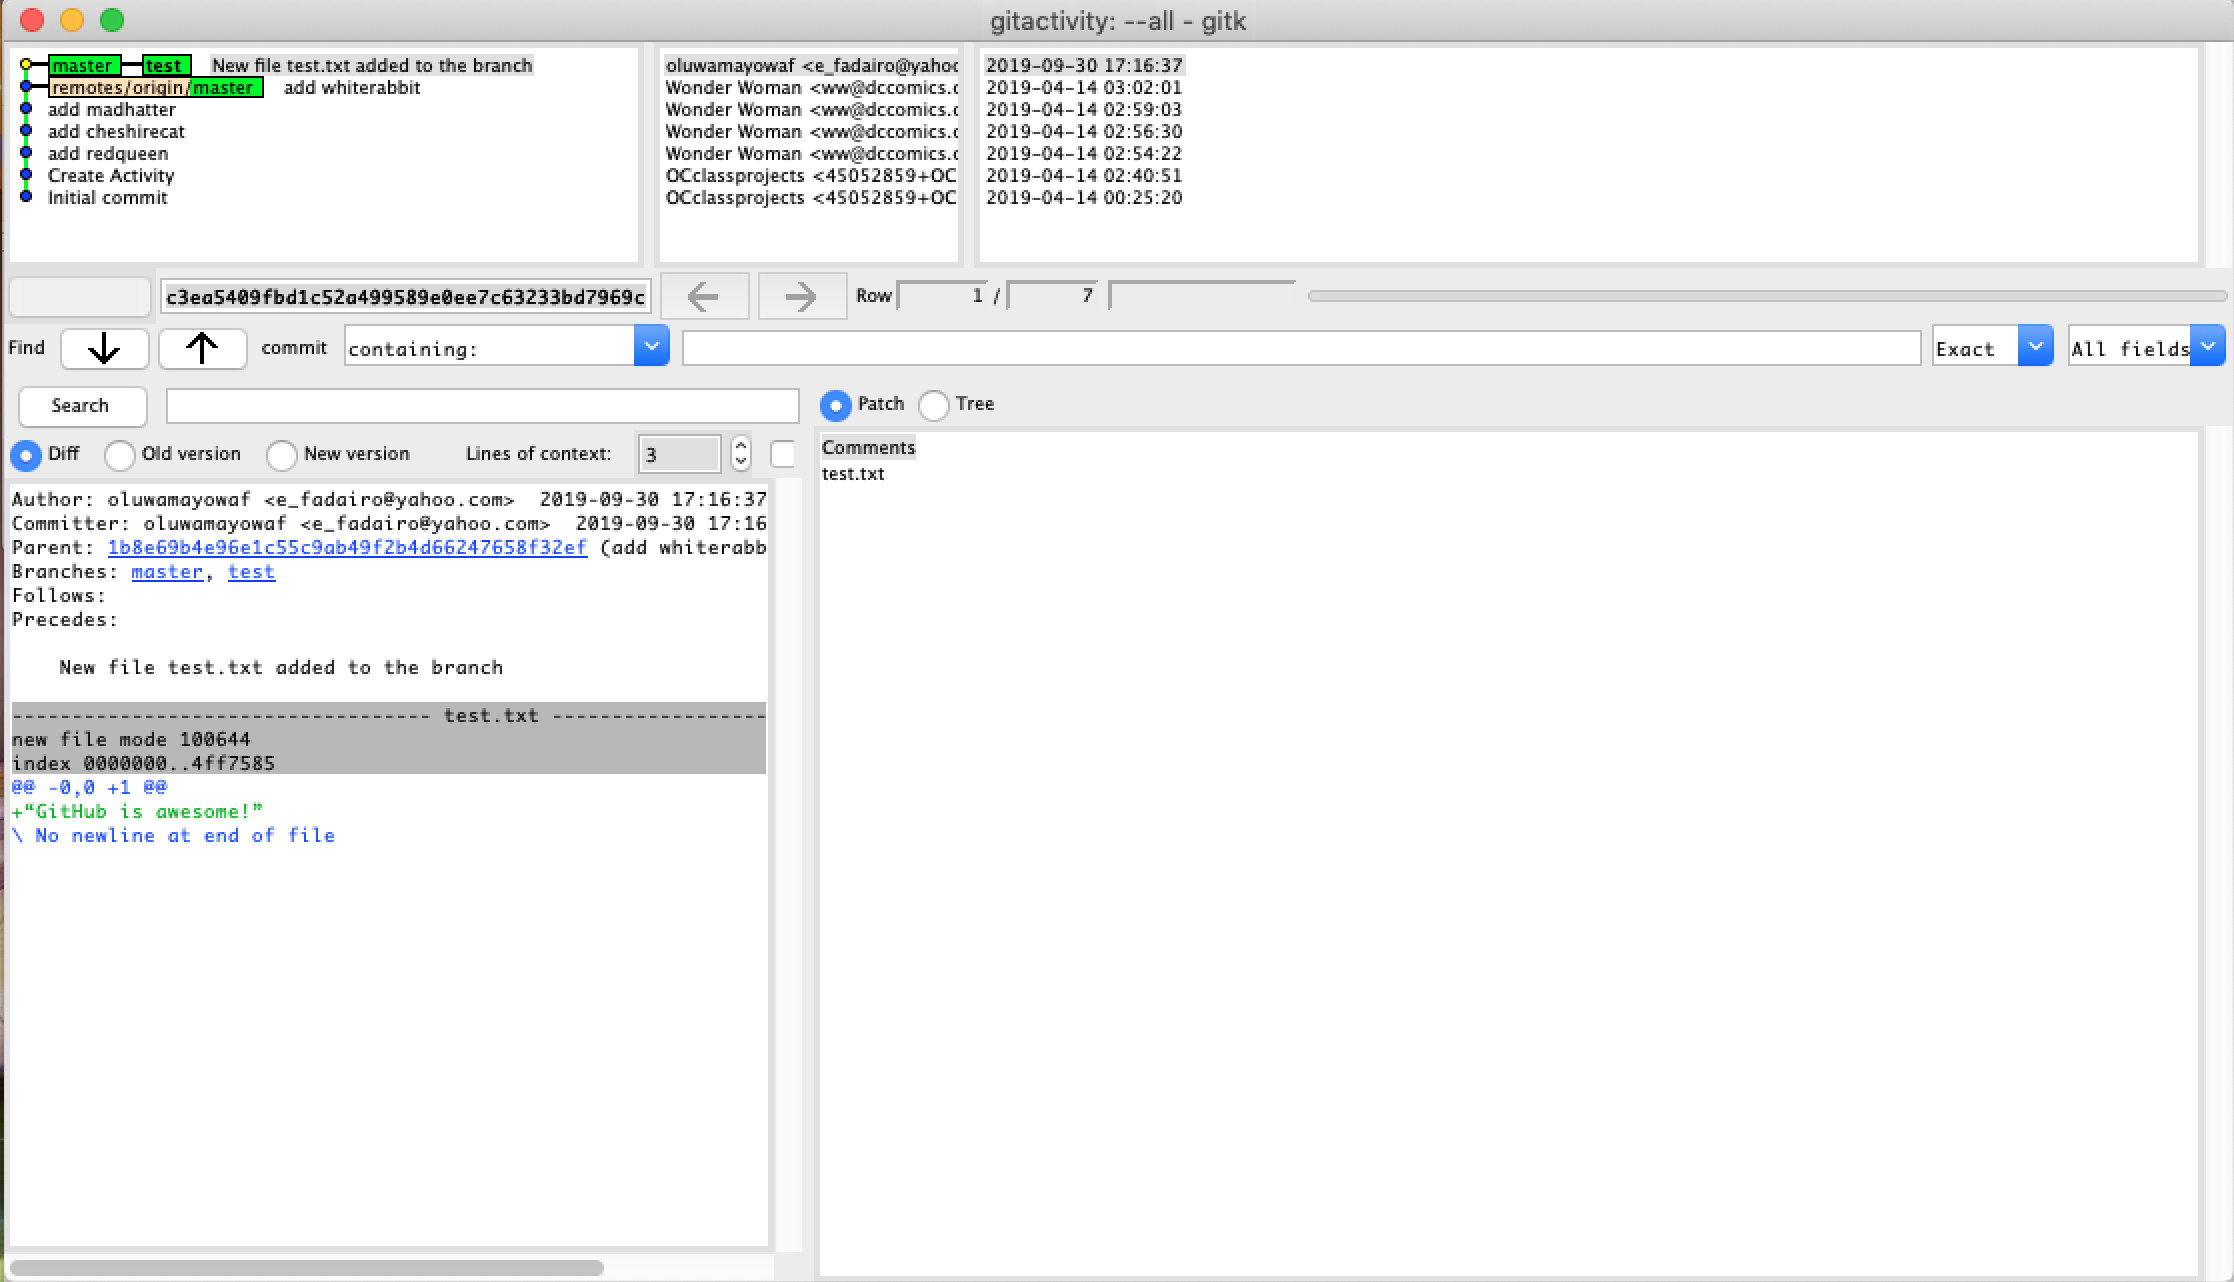 gitactivity: --all - gitk
master test New file test.txt added to the branch oluwamayowaf <e_fadairo@yahoo 2019-09-30 17:16:37
remotes/origin/master add whiterabbit Wonder Woman <ww@dccomics.c 2019-04-14 03:02:01
add madhatter Wonder Woman <ww@dccomics.c 2019-04-14 02:59:03
add cheshirecat Wonder Woman <ww@dccomics.c 2019-04-14 02:56:30
add redqueen Wonder Woman <ww@dccomics.c 2019-04-14 02:54:22
Create Activity OCclassprojects <45052859+OC 2019-04-14 02:40:51
Initial commit OCclassprojects <45052859+OC 2019-04-14 00:25:20
c3ea5409fbd1c52a499589e0ee7c63233bd7969c Row 1 / 7
Find commit containing: Exact All fields
Search Patch Tree
Diff Old version New version Lines of context: 3
Comments
test.txt
Author: oluwamayowaf <e_fadairo@yahoo.com> 2019-09-30 17:16:37
Committer: oluwamayowaf <e_fadairo@yahoo.com> 2019-09-30 17:16
Parent: 1b8e69b4e96e1c55c9ab49f2b4d66247658f32ef (add whiterabb
Branches: master, test
Follows:
Precedes:
New file test.txt added to the branch
----------------------------------- test.txt ------------------
new file mode 100644
index 0000000..4ff7585
@@ -0,0 +1 @@
+“GitHub is awesome!”
\ No newline at end of file